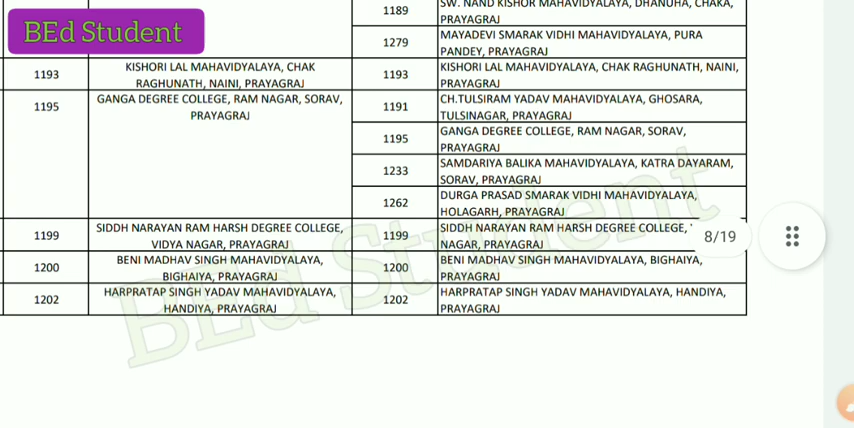 BEd Student
1189
SW. NAND KISHOR MAHAVIDYALAYA, DHANUHA, CHAKA,
PRAYAGRAJ
1279
MAYADEVI SMARAK VIDHI MAHAVIDYALAYA, PURA
PANDEY, PRAYAGRAJ
1193
KISHORI LAL MAHAVIDYALAYA, CHAK
RAGHUNATH, NAINI, PRAYAGRAJ
1193
KISHORI LAL MAHAVIDYALAYA, CHAK RAGHUNATH, NAINI,
PRAYAGRAJ
1195
GANGA DEGREE COLLEGE, RAM NAGAR, SORAV,
PRAYAGRAJ
1191
CH.TULSIRAM YADAV MAHAVIDYALAYA, GHOSARA,
TULSINAGAR, PRAYAGRAJ
1195
GANGA DEGREE COLLEGE, RAM NAGAR, SORAV,
PRAYAGRAJ
1233
SAMDARIYA BALIKA MAHAVIDYALAYA, KATRA DAYARAM,
SORAV, PRAYAGRAJ
1262
DURGA PRASAD SMARAK VIDHI MAHAVIDYALAYA,
HOLAGARH, PRAYAGRAJ
1199
SIDDH NARAYAN RAM HARSH DEGREE COLLEGE,
VIDYA NAGAR, PRAYAGRAJ
1199
SIDDH NARAYAN RAM HARSH DEGREE COLLEGE,
NAGAR, PRAYAGRAJ
8/19
1200
BENI MADHAV SINGH MAHAVIDYALAYA,
BIGHAIYA, PRAYAGRAJ
1200
BENI MADHAV SINGH MAHAVIDYALAYA, BIGHAIYA,
PRAYAGRAJ
1202
HARPRATAP SINGH YADAV MAHAVIDYALAYA,
HANDIYA, PRAYAGRAJ
1202
HARPRATAP SINGH YADAV MAHAVIDYALAYA, HANDIYA,
PRAYAGRAJ
BEd Student